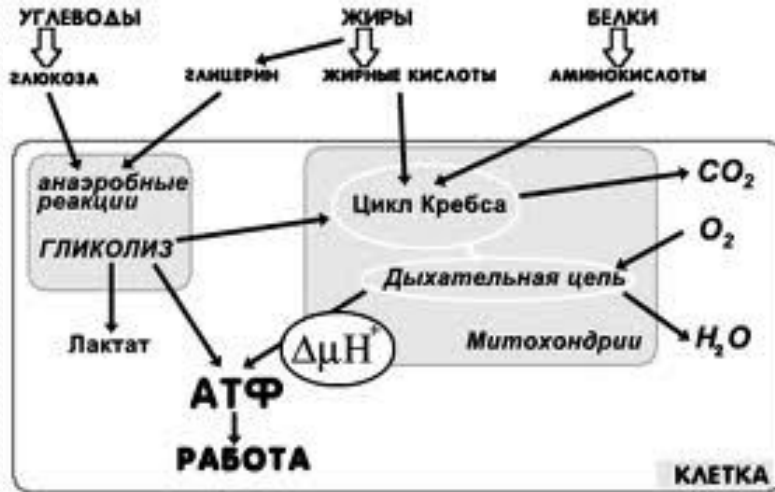 УГЛЕВОДЫ
ЖИРЫ
БЕЛКИ
ГЛЮКОЗА
ГЛИЦЕРИН
ЖИРНЫЕ КИСЛОТЫ
АМИНОКИСЛОТЫ
анаэробные
реакции
ГЛИКОЛИЗ
Лактат
Цикл Кребса
Дыхательная цепь
Митохондрии
CO₂
O₂
H₂O
ΔμH⁺
АТФ
РАБОТА
КЛЕТКА